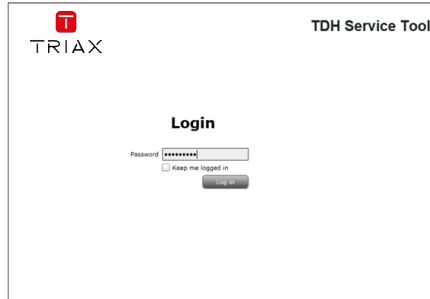 T
TRIAX
TDH Service Tool
Login
Password •••••••••
Keep me logged in
Log in